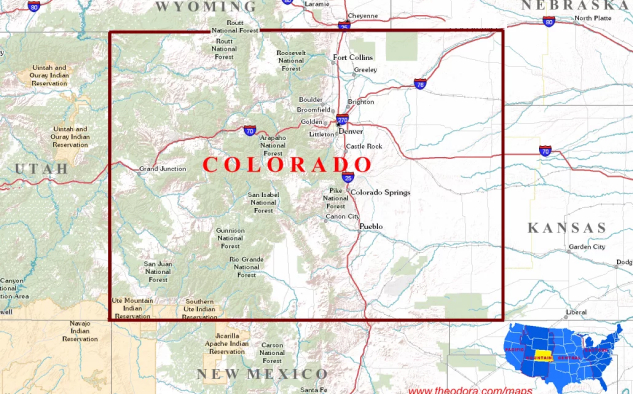 WYOMING
NEBRASKA
Laramie
Cheyenne
North Platte
80
80
80
25
Routt
National Forest
Routt
National
Forest
Roosevelt
National
Forest
Fort Collins
Greeley
76
Uintah and
Ouray Indian
Reservation
Boulder
Broomfield
Brighton
Golden
270
Denver
Littleton
70
Arapaho
National
Forest
Castle Rock
70
Uintah and
Ouray Indian
Reservation
UTAH
Grand Junction
COLORADO
25
San Isabel
National
Forest
Pike
National
Forest
Colorado Springs
Canon City
Pueblo
KANSAS
Gunnison
National
Forest
Garden City
Rio Grande
National
Forest
San Juan
National
Forest
Canyon
Ute Mountain
Indian
Reservation
Southern
Ute Indian
Reservation
Liberal
Navajo
Indian
Reservation
Jicarilla
Apache Indian
Reservation
Carson
National
Forest
NEW MEXICO
Santa Fe
www.theodora.com/maps